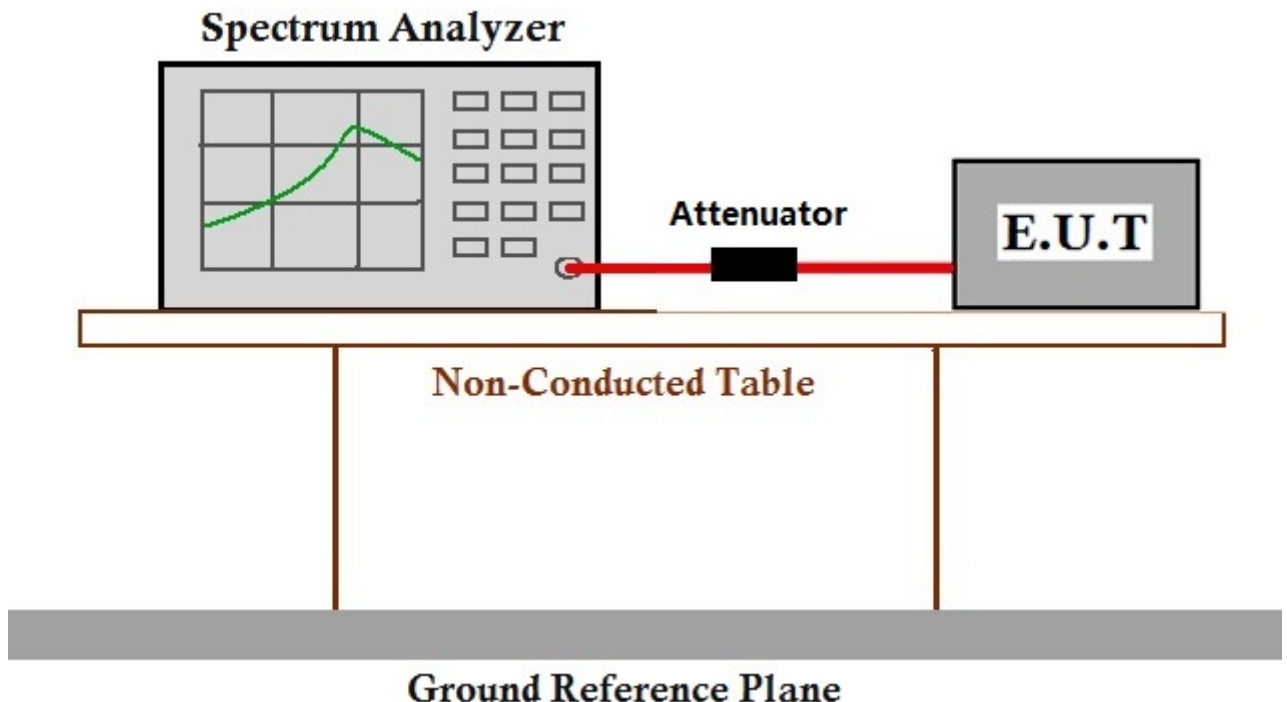 Spectrum Analyzer
Attenuator
E.U.T
Non-Conducted Table
Ground Reference Plane